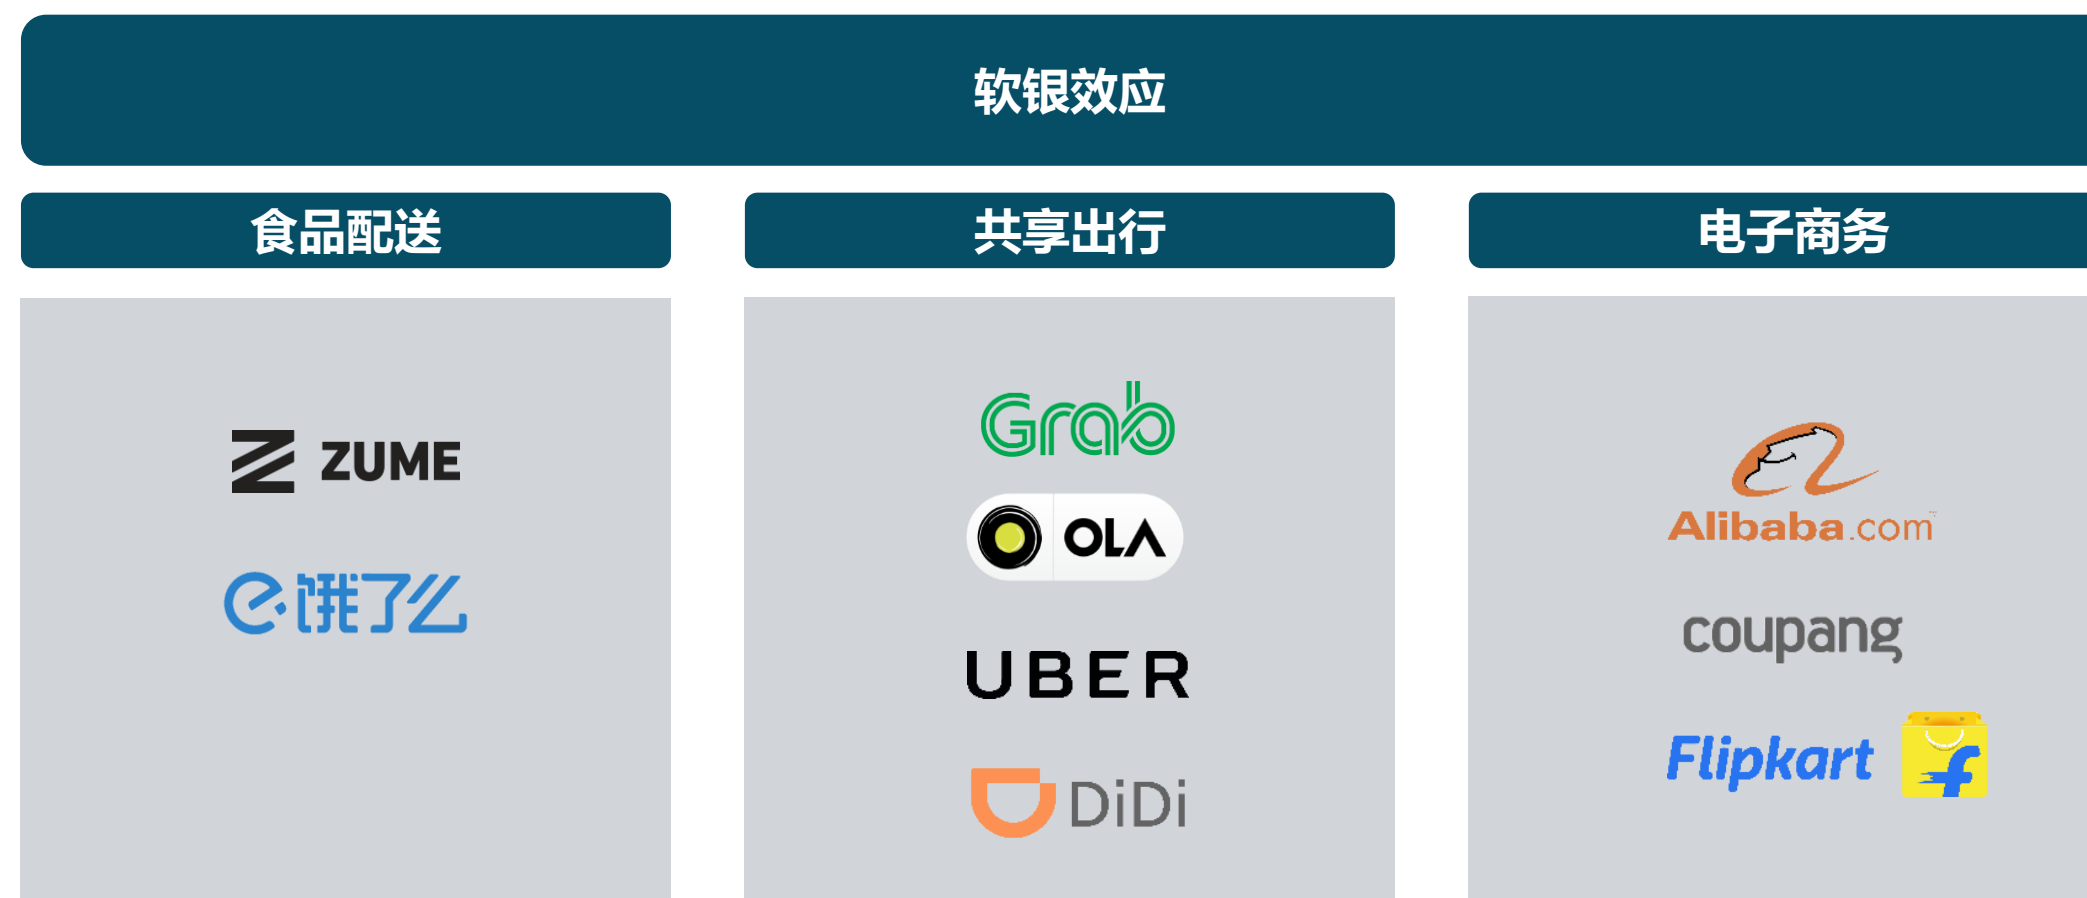 软银效应
食品配送
共享出行
电子商务
ZUME
饿了么
Grab
OLA
UBER
DiDi
Alibaba.com
coupang
Flipkart